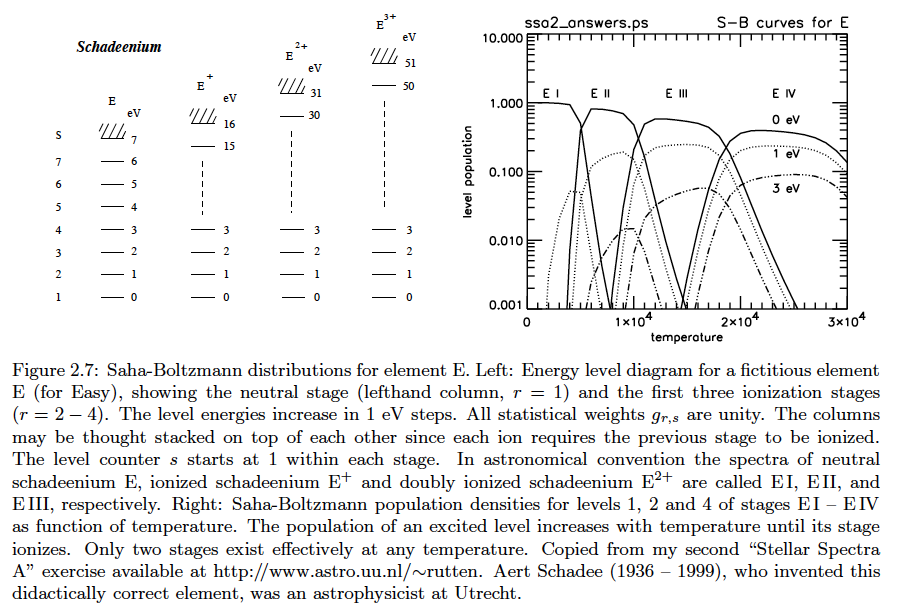 Schadeenium
E
eV
7
S
7 6
6 5
5 4
4 3
3 2
2 1
1 0
E+
eV
16
15
3
2
1
0
E2+
eV
31
30
3
2
1
0
E3+
eV
51
50
3
2
1
0
ssa2_answers.ps S–B curves for E
10.000
1.000
0.100
0.010
0.001
level population
E I E II E III E IV
0 eV
1 eV
3 eV
0 1×10⁴ 2×10⁴ 3×10⁴
temperature
Figure 2.7: Saha-Boltzmann distributions for element E. Left: Energy level diagram for a fictitious element
E (for Easy), showing the neutral stage (lefthand column, r = 1) and the first three ionization stages
(r = 2 – 4). The level energies increase in 1 eV steps. All statistical weights gr,s are unity. The columns
may be thought stacked on top of each other since each ion requires the previous stage to be ionized.
The level counter s starts at 1 within each stage. In astronomical convention the spectra of neutral
schadeenium E, ionized schadeenium E+ and doubly ionized schadeenium E2+ are called E I, E II, and
E III, respectively. Right: Saha-Boltzmann population densities for levels 1, 2 and 4 of stages E I – E IV
as function of temperature. The population of an excited level increases with temperature until its stage
ionizes. Only two stages exist effectively at any temperature. Copied from my second “Stellar Spectra
A” exercise available at http://www.astro.uu.nl/∼rutten. Aert Schadee (1936 – 1999), who invented this
didactically correct element, was an astrophysicist at Utrecht.